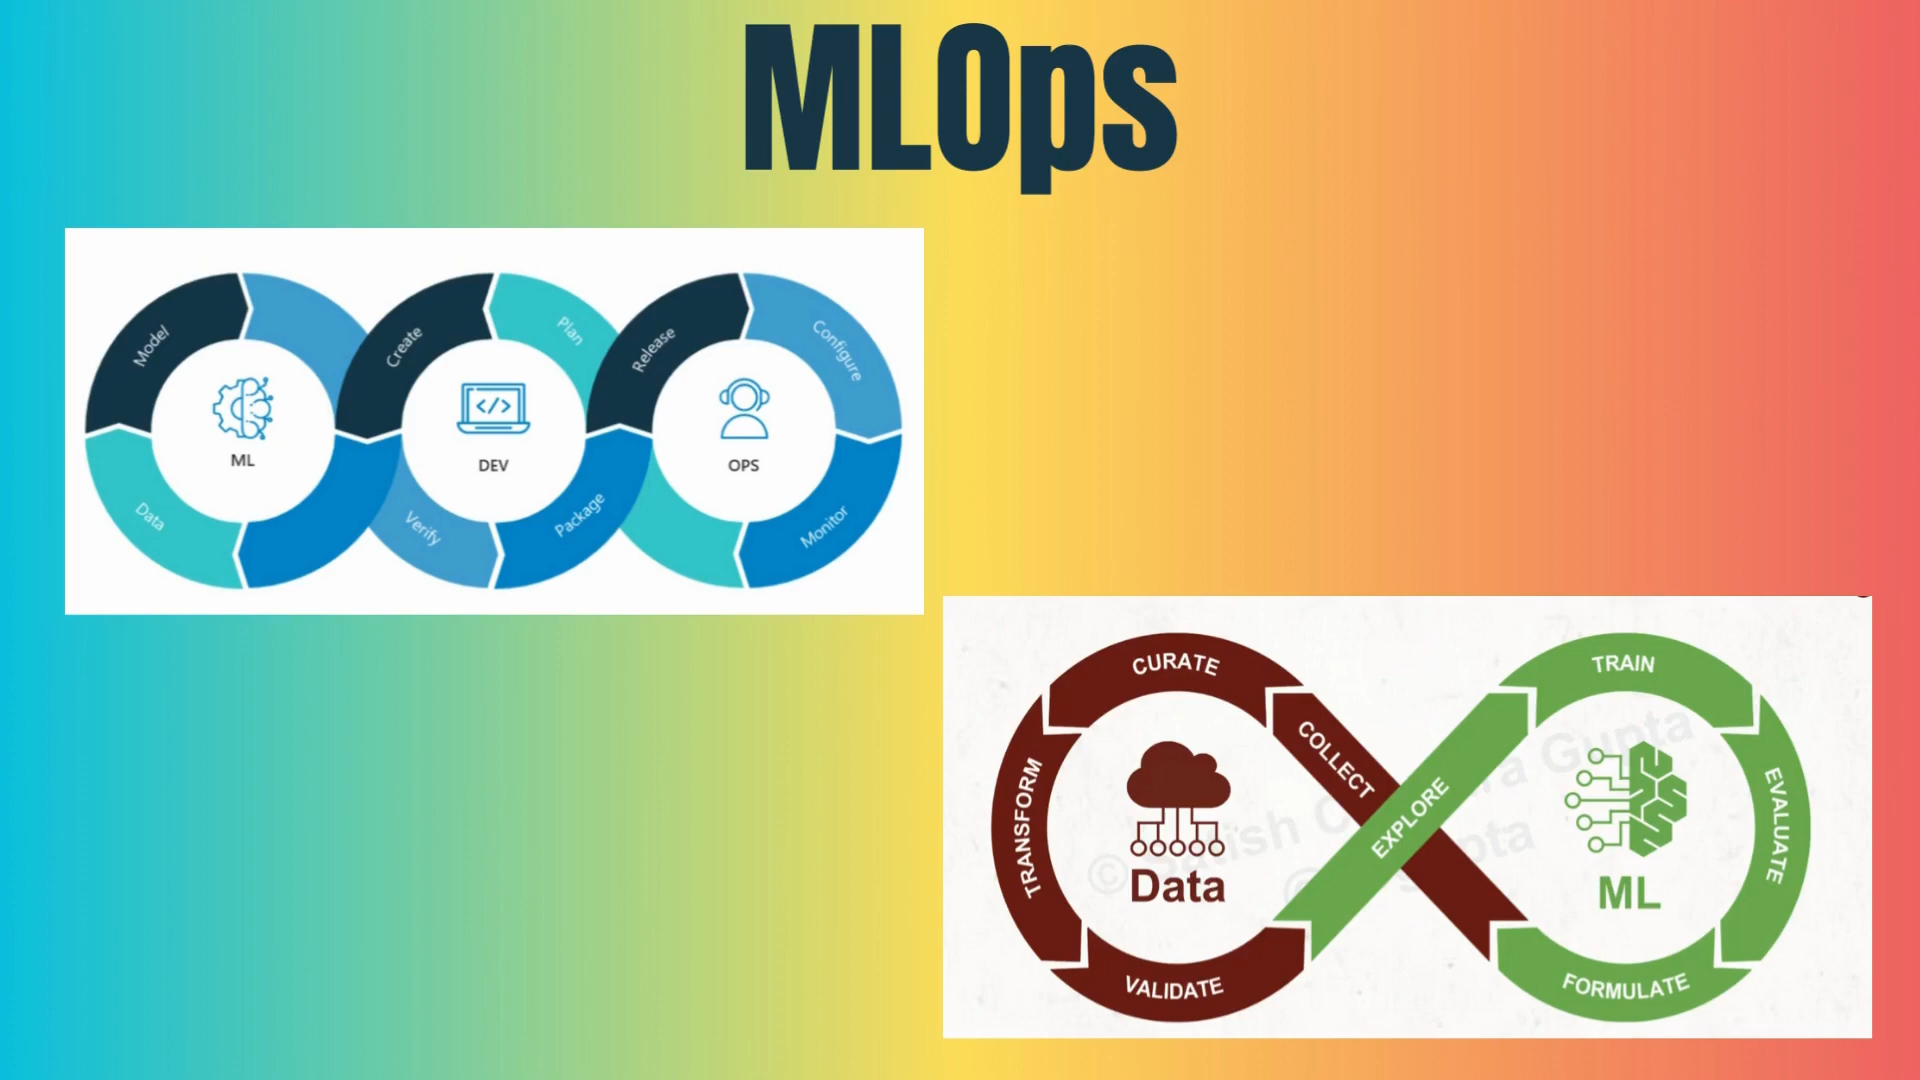 MLOps
Model
Data
ML
Create
Plan
Verify
Package
DEV
Release
Configure
Monitor
OPS
CURATE
COLLECT
TRANSFORM
VALIDATE
Data
EXPLORE
TRAIN
EVALUATE
FORMULATE
ML
Gupta